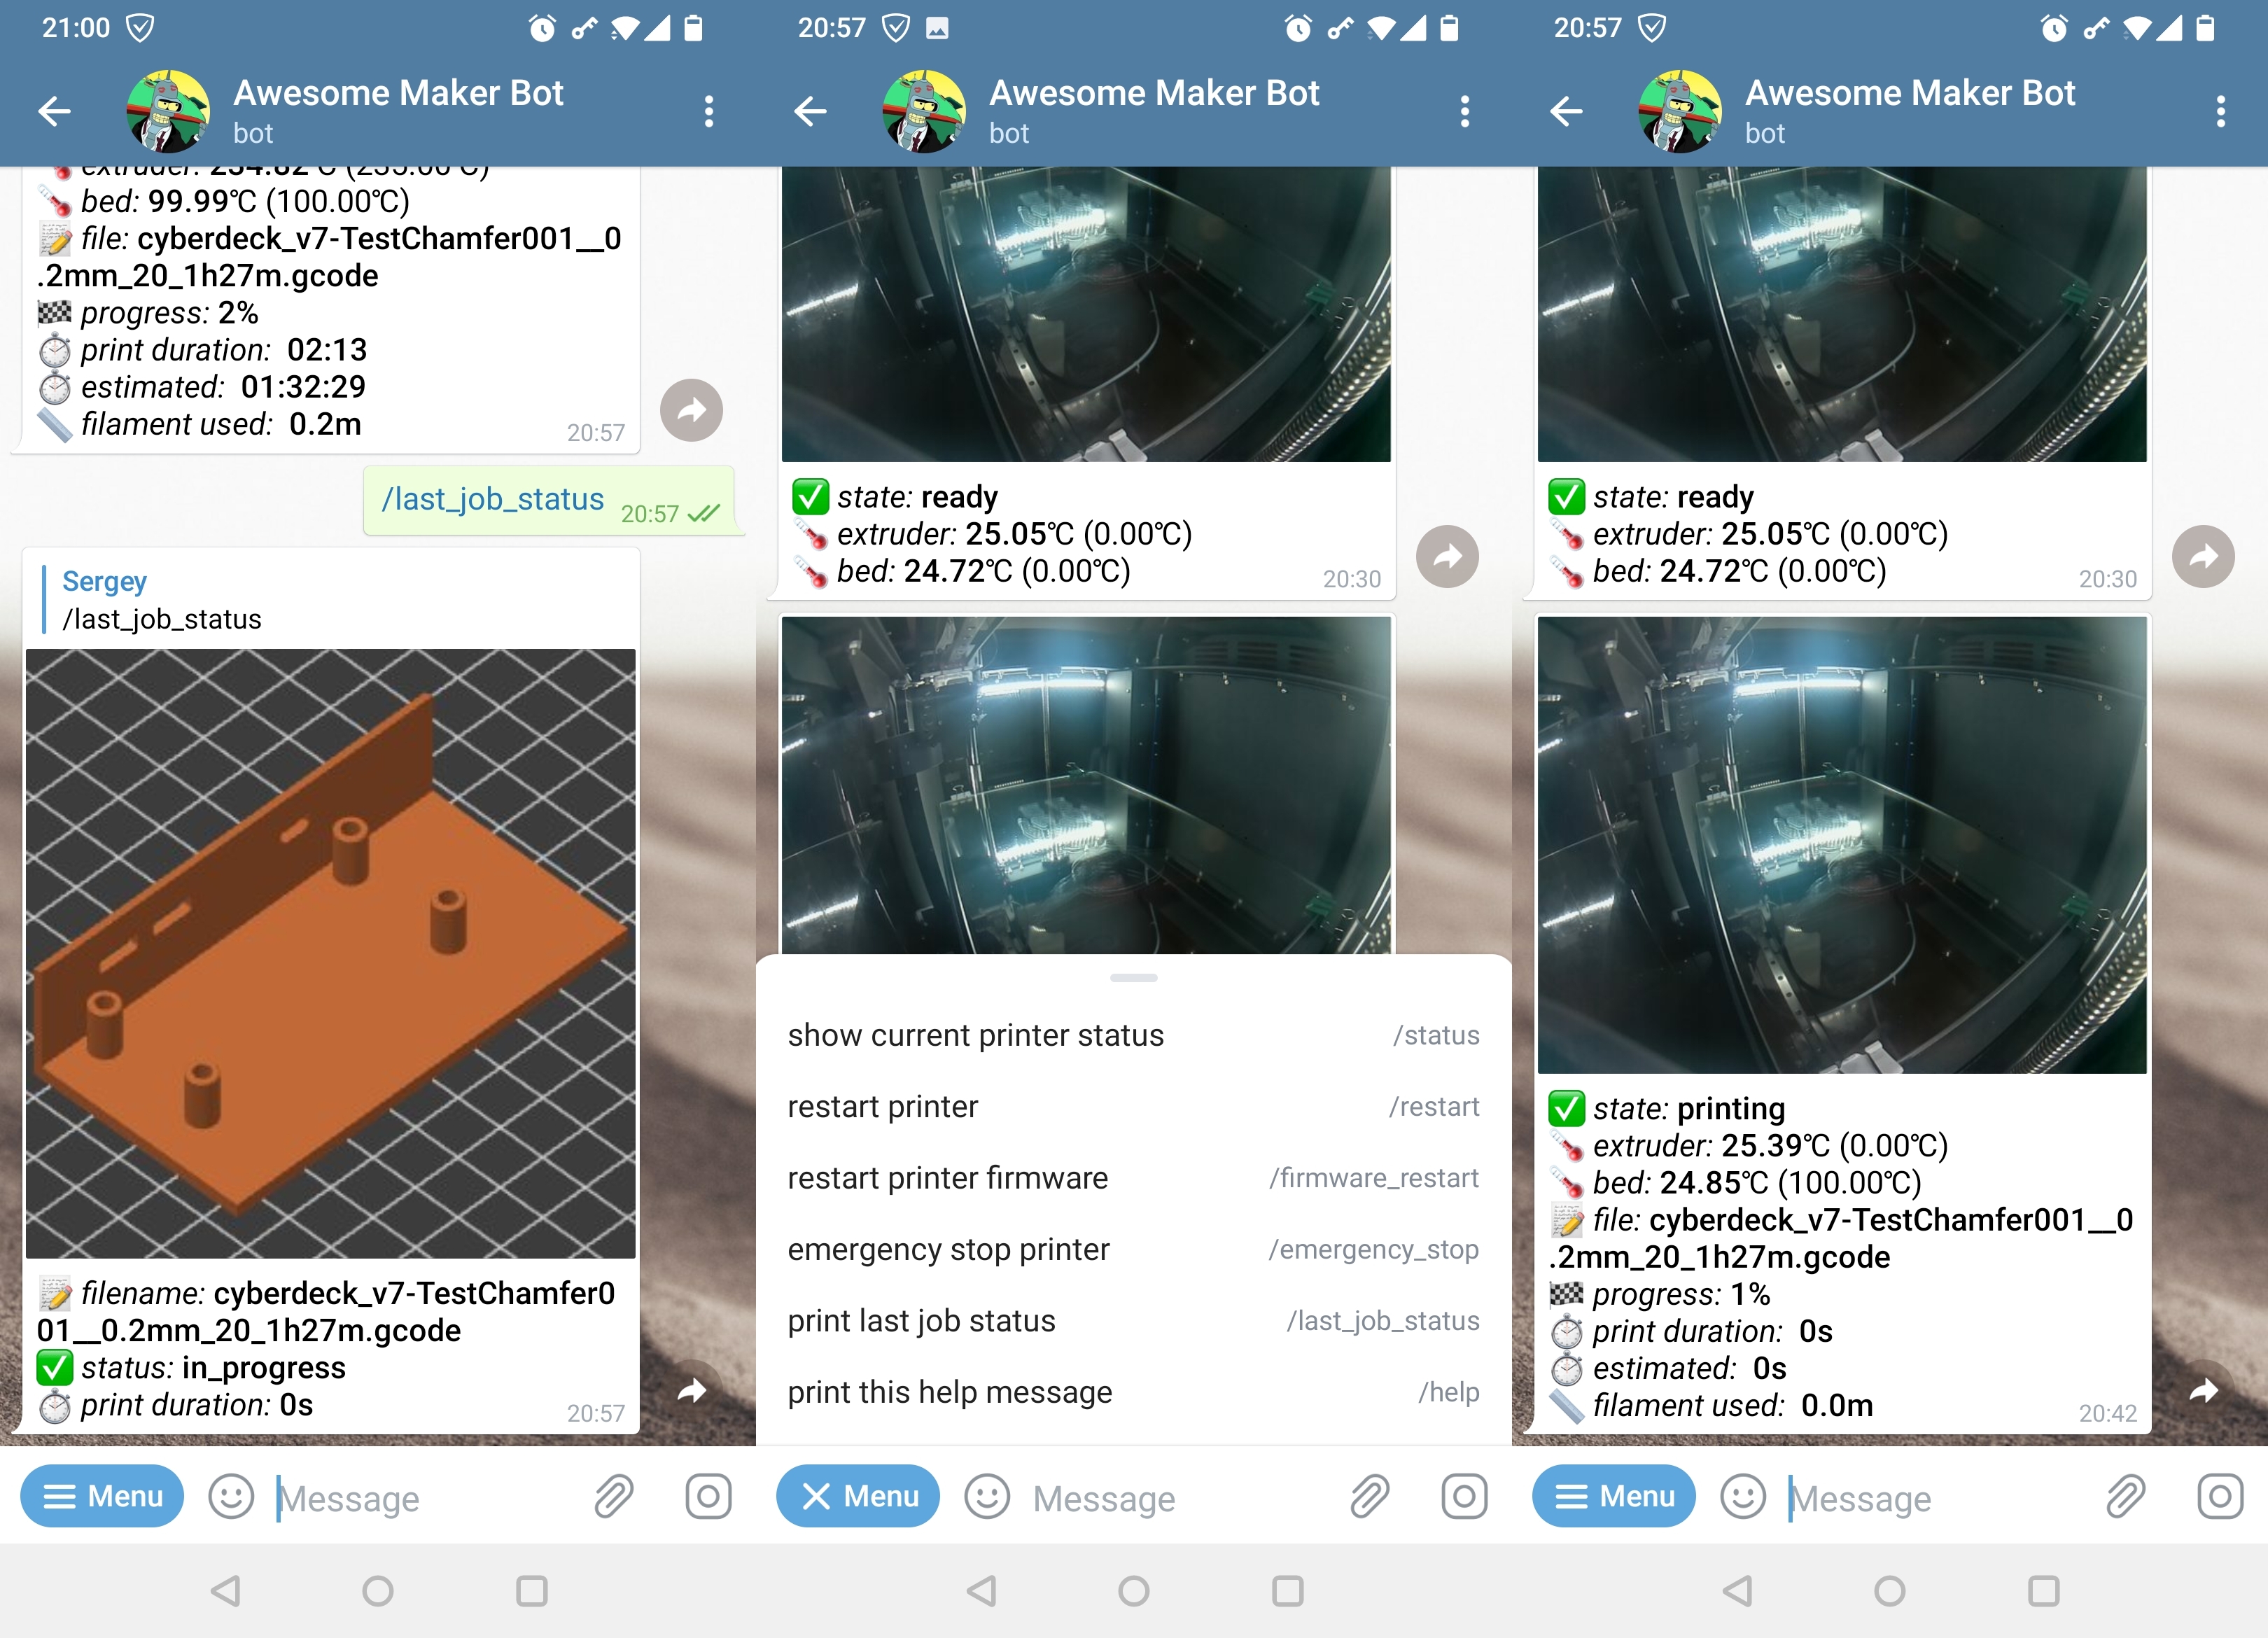 21:00
Awesome Maker Bot
bot
extruder: 234.82°C (235.00°C)
bed: 99.99°C (100.00°C)
file: cyberdeck_v7-TestChamfer001__0
.2mm_20_1h27m.gcode
progress: 2%
print duration: 02:13
estimated: 01:32:29
filament used: 0.2m
20:57
/last_job_status
20:57
Sergey
/last_job_status
filename: cyberdeck_v7-TestChamfer0
01__0.2mm_20_1h27m.gcode
status: in_progress
print duration: 0s
20:57
Menu
Message
20:57
Awesome Maker Bot
bot
state: ready
extruder: 25.05°C (0.00°C)
bed: 24.72°C (0.00°C)
20:30
show current printer status /status
restart printer /restart
restart printer firmware /firmware_restart
emergency stop printer /emergency_stop
print last job status /last_job_status
print this help message /help
Menu
Message
20:57
Awesome Maker Bot
bot
state: ready
extruder: 25.05°C (0.00°C)
bed: 24.72°C (0.00°C)
20:30
state: printing
extruder: 25.39°C (0.00°C)
bed: 24.85°C (100.00°C)
file: cyberdeck_v7-TestChamfer001__0
.2mm_20_1h27m.gcode
progress: 1%
print duration: 0s
estimated: 0s
filament used: 0.0m
20:42
Menu
Message